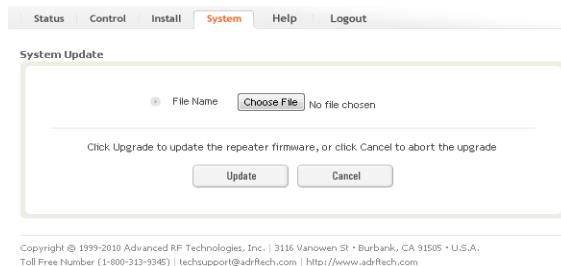 Status Control Install System Help Logout
System Update
File Name Choose File No file chosen
Click Upgrade to update the repeater firmware, or click Cancel to abort the upgrade
Update Cancel
Copyright © 1999-2010 Advanced RF Technologies, Inc. | 3116 Vanowen St • Burbank, CA 91505 • U.S.A.
Toll Free Number (1-800-313-9345) | techsupport@adrftech.com | http://www.adrftech.com